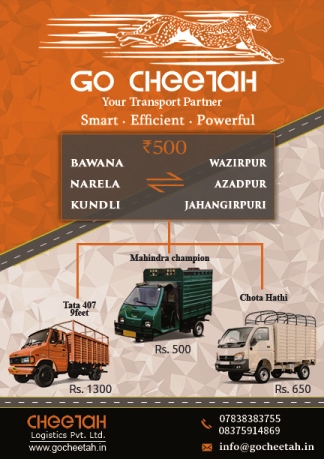 GO CHEETAH
Your Transport Partner
Smart · Efficient · Powerful
₹500
BAWANA WAZIRPUR
NARELA AZADPUR
KUNDLI JAHANGIRPURI
Mahindra champion
Tata 407
9feet
Chota Hathi
Rs. 500
Rs. 1300
Rs. 650
CHEETAH
Logistics Pvt. Ltd.
www.gocheetah.in
07838383755
08375914869
info@gocheetah.in